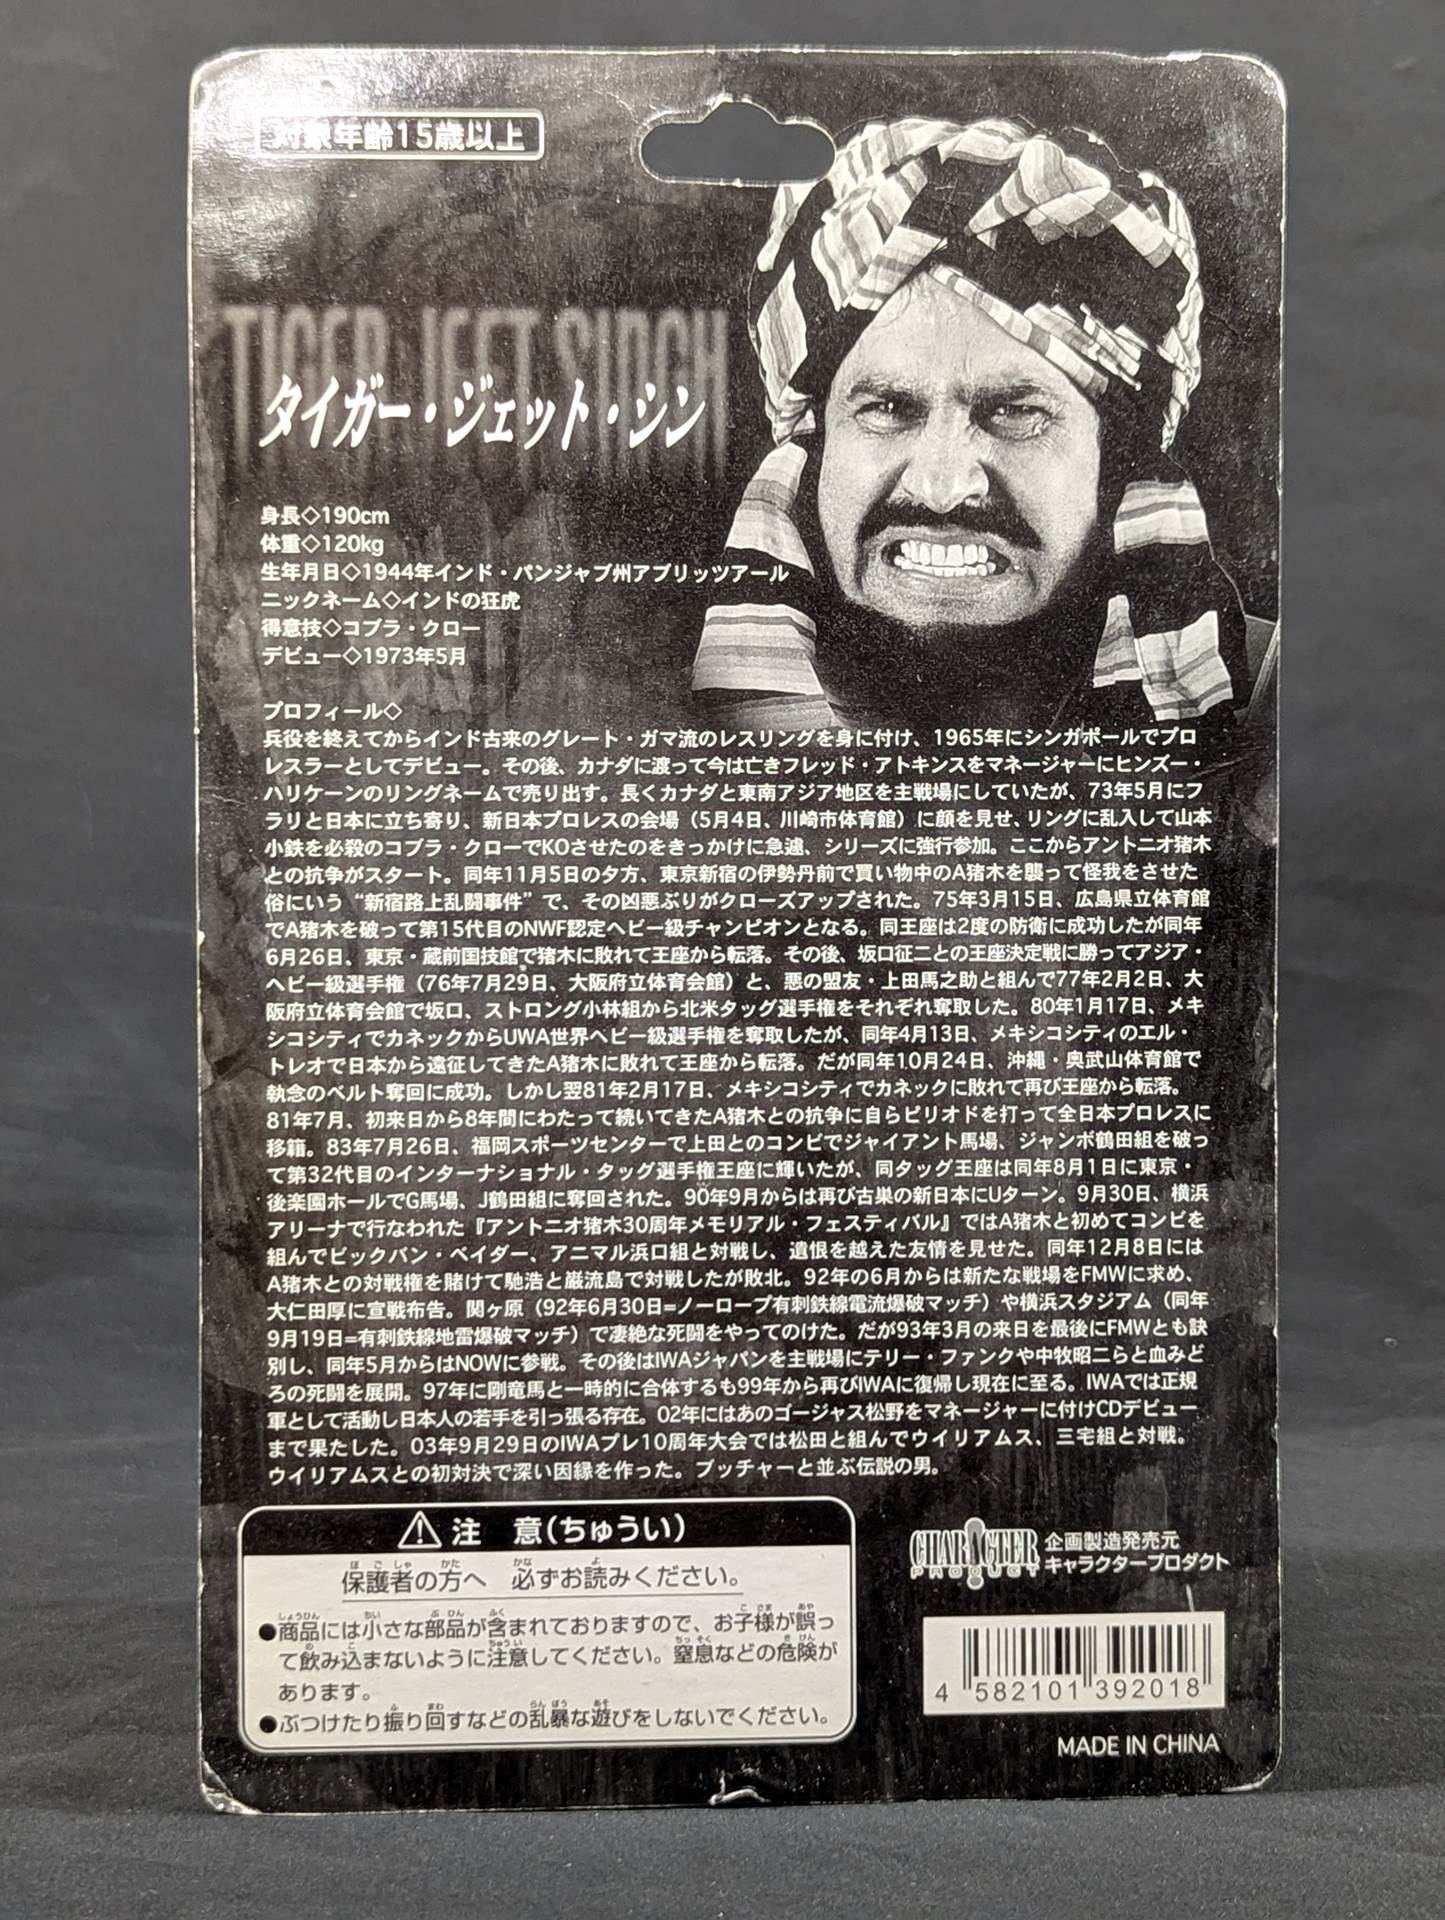 対象年齢15歳以上
TIGER JEET SINGH
タイガー・ジェット・シン
身長◇190cm
体重◇120kg
生年月日◇1944年インド・パンジャブ州アブリッツアール
ニックネーム◇インドの狂虎
得意技◇コブラ・クロー
デビュー◇1973年5月
プロフィール◇
兵役を終えてからインド古来のグレート・ガマ流のレスリングを身に付け、1965年にシンガポールでプロ
レスラーとしてデビュー。その後、カナダに渡って今は亡きフレッド・アトキンスをマネージャーにヒンズー・
ハリケーンのリングネームで売り出す。長くカナダと東南アジア地区を主戦場にしていたが、73年5月にフ
ラリと日本に立ち寄り、新日本プロレスの会場（5月4日、川崎市体育館）に顔を見せ、リングに乱入して山本
小鉄を必殺のコブラ・クローでKOさせたのをきっかけに急遽、シリーズに強行参加。ここからアントニオ猪木
との抗争がスタート。同年11月5日の夕方、東京新宿の伊勢丹前で買い物中のA猪木を襲って怪我をさせた
俗にいう“新宿路上乱闘事件”で、その凶悪ぶりがクローズアップされた。75年3月15日、広島県立体育館
でA猪木を破って第15代目のNWF認定ヘビー級チャンピオンとなる。同王座は2度の防衛に成功したが同年
6月26日、東京・蔵前国技館で猪木に敗れて王座から転落。その後、坂口征二との王座決定戦に勝ってアジア・
ヘビー級選手権（76年7月29日、大阪府立体育会館）と、悪の盟友・上田馬之助と組んで77年2月2日、大
阪府立体育会館で坂口、ストロング小林組から北米タッグ選手権をそれぞれ奪取した。80年1月17日、メキ
シコシティでカネックからUWA世界ヘビー級選手権を奪取したが、同年4月13日、メキシコシティのエル・
トレオで日本から遠征してきたA猪木に敗れて王座から転落。だが同年10月24日、沖縄・奥武山体育館で
執念のベルト奪回に成功。しかし翌81年2月17日、メキシコシティでカネックに敗れて再び王座から転落。
81年7月、初来日から8年間にわたって続いてきたA猪木との抗争に自らピリオドを打って全日本プロレスに
移籍。83年7月26日、福岡スポーツセンターで上田とのコンビでジャイアント馬場、ジャンボ鶴田組を破っ
て第32代目のインターナショナル・タッグ選手権王座に輝いたが、同タッグ王座は同年8月1日に東京・
後楽園ホールでG馬場、J鶴田組に奪回された。90年9月からは再び古巣の新日本にUターン。9月30日、横浜
アリーナで行なわれた『アントニオ猪木30周年メモリアル・フェスティバル』ではA猪木と初めてコンビを
組んでビックバン・ベイダー、アニマル浜口組と対戦し、遺恨を越えた友情を見せた。同年12月8日には
A猪木との対戦権を賭けて馳浩と巌流島で対戦したが敗北。92年の6月からは新たな戦場をFMWに求め、
大仁田厚に宣戦布告。関ヶ原（92年6月30日=ノーロープ有刺鉄線電流爆破マッチ）や横浜スタジアム（同年
9月19日=有刺鉄線地雷爆破マッチ）で凄絶な死闘をやってのけた。だが93年3月の来日を最後にFMWとも訣
別し、同年5月からはNOWに参戦。その後はIWAジャパンを主戦場にテリー・ファンクや中牧昭二らと血みど
ろの死闘を展開。97年に剛竜馬と一時的に合体するも99年から再びIWAに復帰し現在に至る。IWAでは正規
軍として活動し日本人の若手を引っ張る存在。02年にはあのゴージャス松野をマネージャーに付けCDデビュー
まで果たした。03年9月29日のIWAプレ10周年大会では松田と組んでウイリアムス、三宅組と対戦。
ウイリアムスとの初対決で深い因縁を作った。ブッチャーと並ぶ伝説の男。
注　意(ちゅうい)
ほごしゃ　かた　かな　よ
保護者の方へ　必ずお読みください。
しょうひん　ちい　ぶひん　ふく　こさま　あや
●商品には小さな部品が含まれておりますので、お子様が誤っ
の　こ　ちゅうい　ちっそく　きけん
て飲み込まないように注意してください。窒息などの危険が
あります。
ふ　まわ　らんぼう　あそ
●ぶつけたり振り回すなどの乱暴な遊びをしないでください。
CHARACTER
PRODUCT
企画製造発売元
キャラクタープロダクト
4 582101 392018
MADE IN CHINA